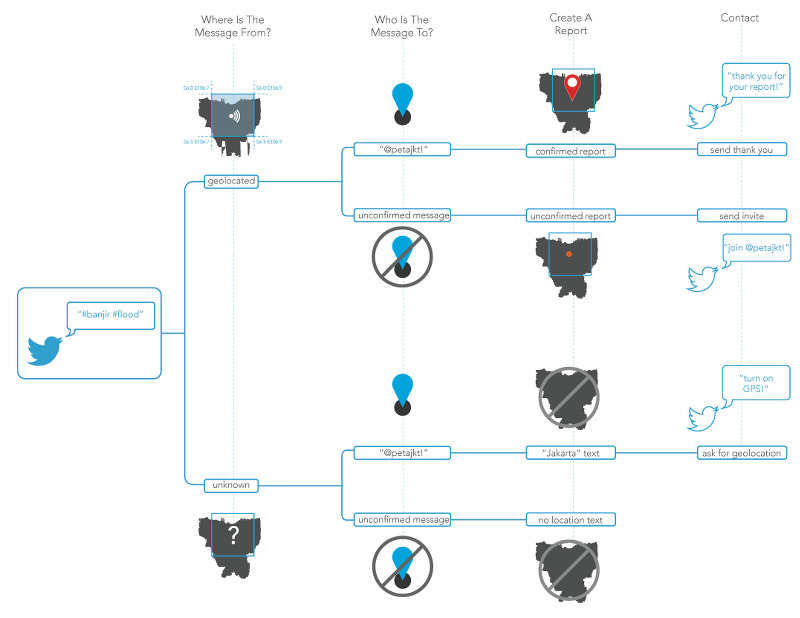 Where Is The
Message From?
Who Is The
Message To?
Create A
Report
Contact
S6.0 E106.7
S6.0 E106.9
S6.3 E106.7
S6.3 E106.9
"thank you for
your report!"
"@petajkt!"
confirmed report
send thank you
geolocated
unconfirmed message
unconfirmed report
send invite
"join @petajkt!"
"#banjir #flood"
"turn on
GPS!"
"@petajkt!"
"Jakarta" text
ask for geolocation
unknown
unconfirmed message
no location text
?